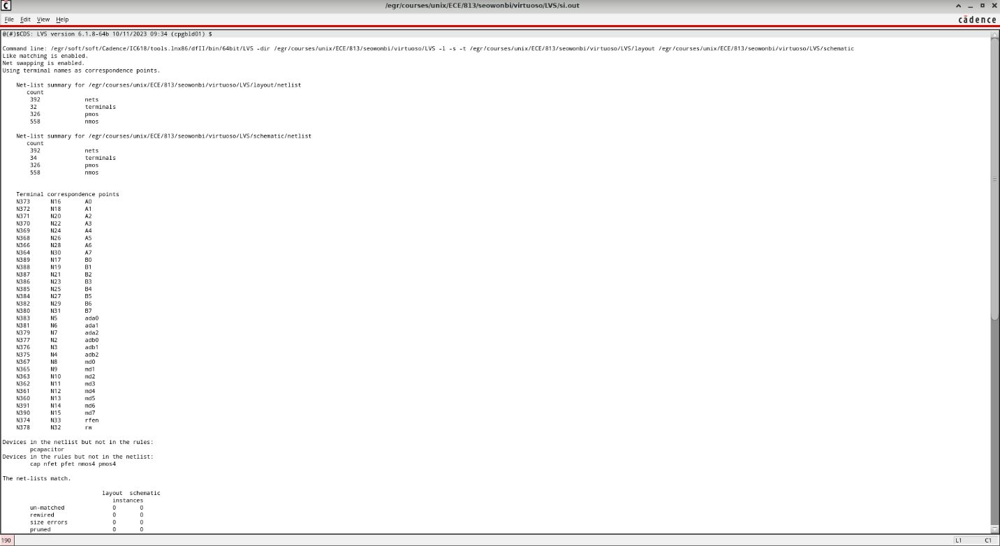 /egr/courses/unix/ECE/813/seowonbi/virtuoso/LVS/si.out
File Edit View Help
cādence
@(#)$CDS: LVS version 6.1.8-64b 10/11/2023 09:34 (cpgbld01) $
Command line: /egr/soft/soft/Cadence/IC618/tools.lnx86/dfII/bin/64bit/LVS -dir /egr/courses/unix/ECE/813/seowonbi/virtuoso/LVS -l -s -t /egr/courses/unix/ECE/813/seowonbi/virtuoso/LVS/layout /egr/courses/unix/ECE/813/seowonbi/virtuoso/LVS/schematic
Like matching is enabled.
Net swapping is enabled.
Using terminal names as correspondence points.
Net-list summary for /egr/courses/unix/ECE/813/seowonbi/virtuoso/LVS/layout/netlist
count
392 nets
32 terminals
326 pmos
558 nmos
Net-list summary for /egr/courses/unix/ECE/813/seowonbi/virtuoso/LVS/schematic/netlist
count
392 nets
34 terminals
326 pmos
558 nmos
Terminal correspondence points
N373 N16 A0
N372 N18 A1
N371 N20 A2
N370 N22 A3
N369 N24 A4
N368 N26 A5
N366 N28 A6
N364 N30 A7
N389 N17 B0
N388 N19 B1
N387 N21 B2
N386 N23 B3
N385 N25 B4
N384 N27 B5
N382 N29 B6
N380 N31 B7
N383 N5 ada0
N381 N6 ada1
N379 N7 ada2
N377 N2 adb0
N376 N3 adb1
N375 N4 adb2
N367 N8 md0
N365 N9 md1
N363 N10 md2
N362 N11 md3
N361 N12 md4
N360 N13 md5
N391 N14 md6
N390 N15 md7
N374 N33 rfen
N378 N32 rw
Devices in the netlist but not in the rules:
pcapacitor
Devices in the rules but not in the netlist:
cap nfet pfet nmos4 pmos4
The net-lists match.
layout schematic
instances
un-matched 0 0
rewired 0 0
size errors 0 0
pruned 0 0
190 L1 C1